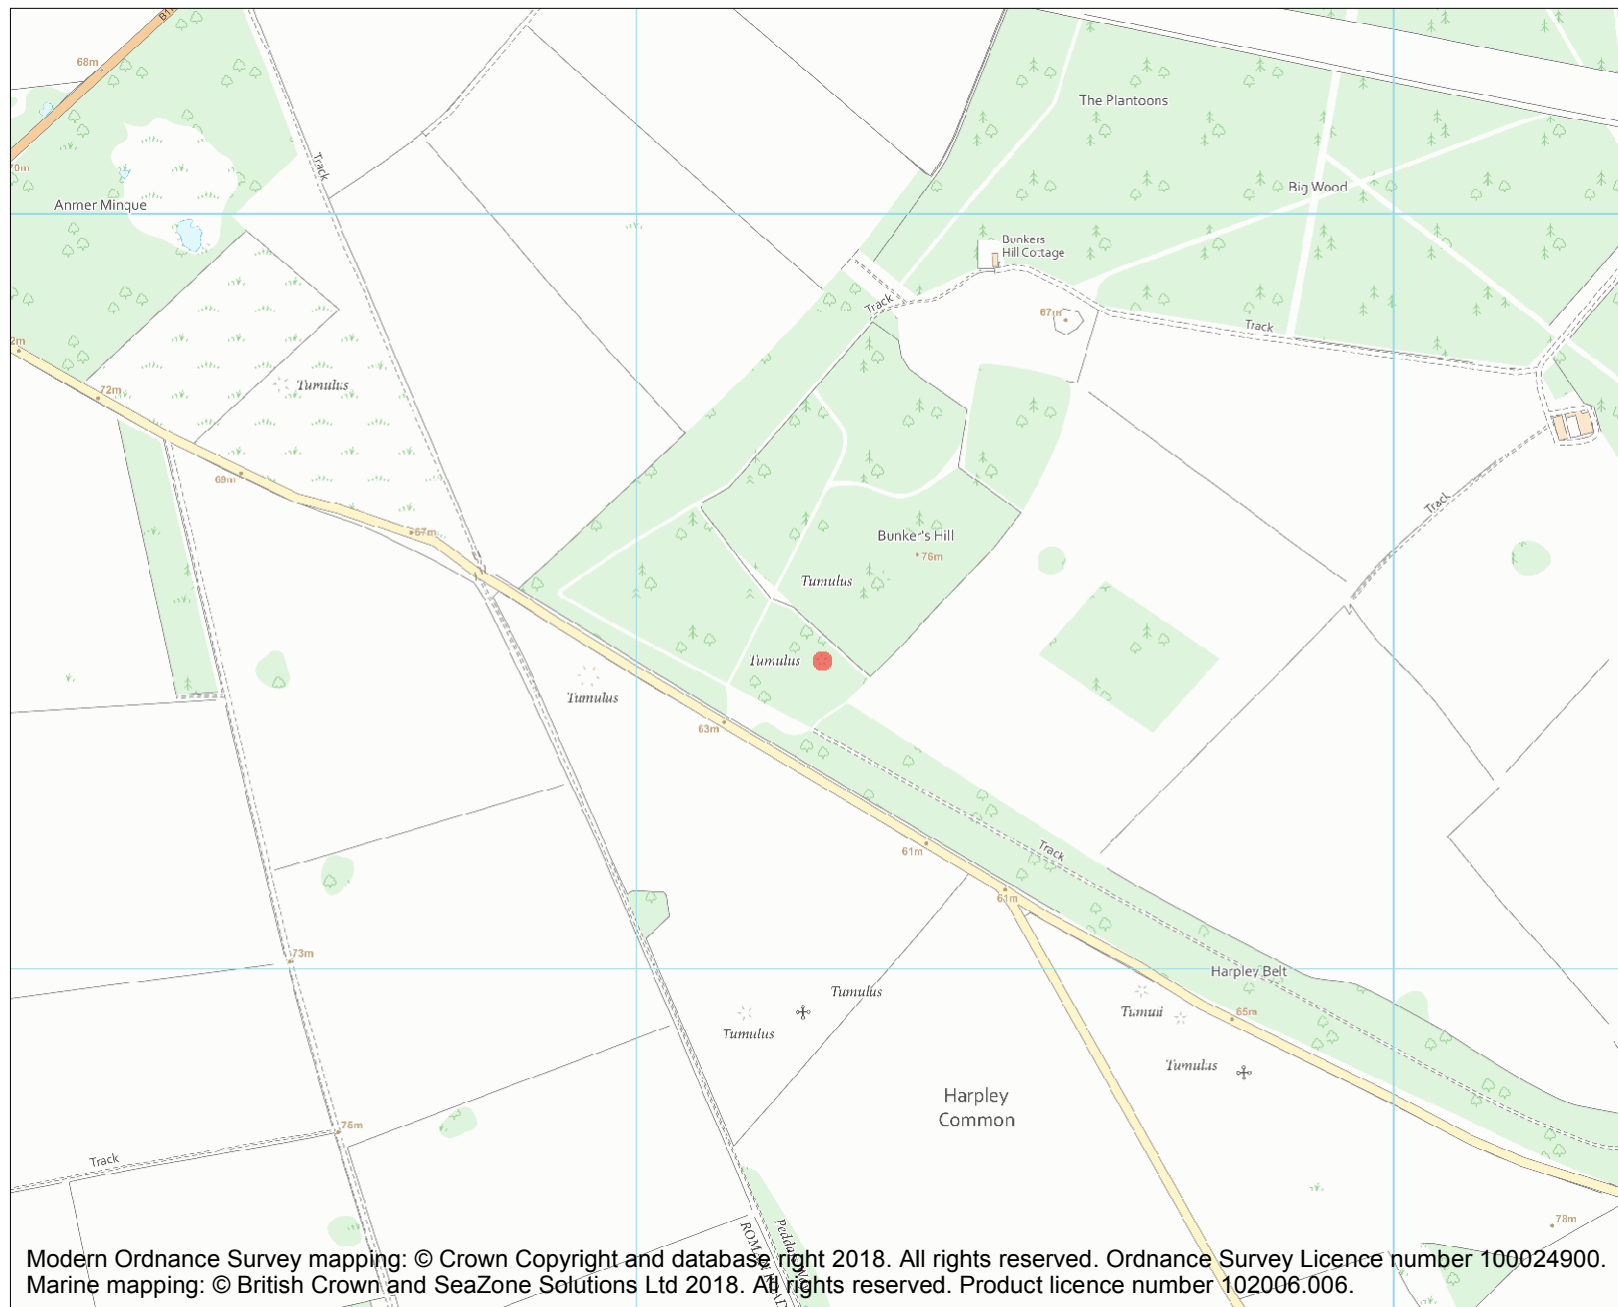 68m
Track
The Plantoons
Big Wood
Anmer Minque
Bunkers
Hill Cottage
Track
67m
Track
72m
Tumulus
69m
67m
Track
Bunker's Hill
76m
Tumulus
Tumulus
Tumulus
63m
Track
61m
61m
73m
Harpley Belt
Tumulus
Tumuli
65m
Tumulus
Tumulus
Harpley
Common
75m
Track
78m
Modern Ordnance Survey mapping: © Crown Copyright and database right 2018. All rights reserved. Ordnance Survey Licence number 100024900.
Marine mapping: © British Crown and SeaZone Solutions Ltd 2018. All rights reserved. Product licence number 102006.006.